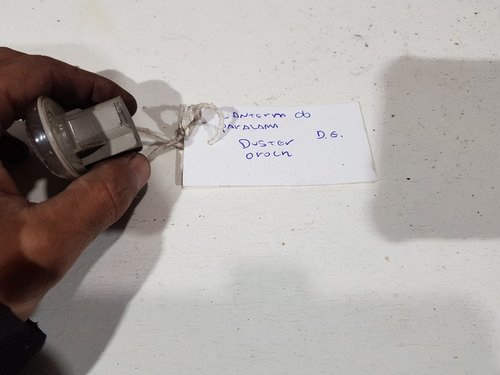 LANTERNA do
PARALAMA
D.E.
DUSTER
OROCH